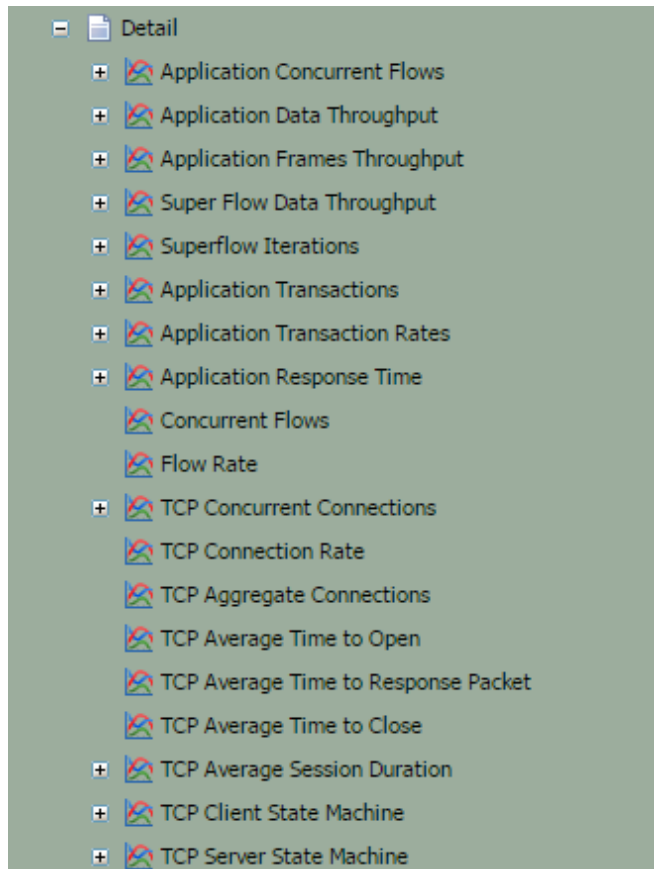 Detail
Application Concurrent Flows
Application Data Throughput
Application Frames Throughput
Super Flow Data Throughput
Superflow Iterations
Application Transactions
Application Transaction Rates
Application Response Time
Concurrent Flows
Flow Rate
TCP Concurrent Connections
TCP Connection Rate
TCP Aggregate Connections
TCP Average Time to Open
TCP Average Time to Response Packet
TCP Average Time to Close
TCP Average Session Duration
TCP Client State Machine
TCP Server State Machine